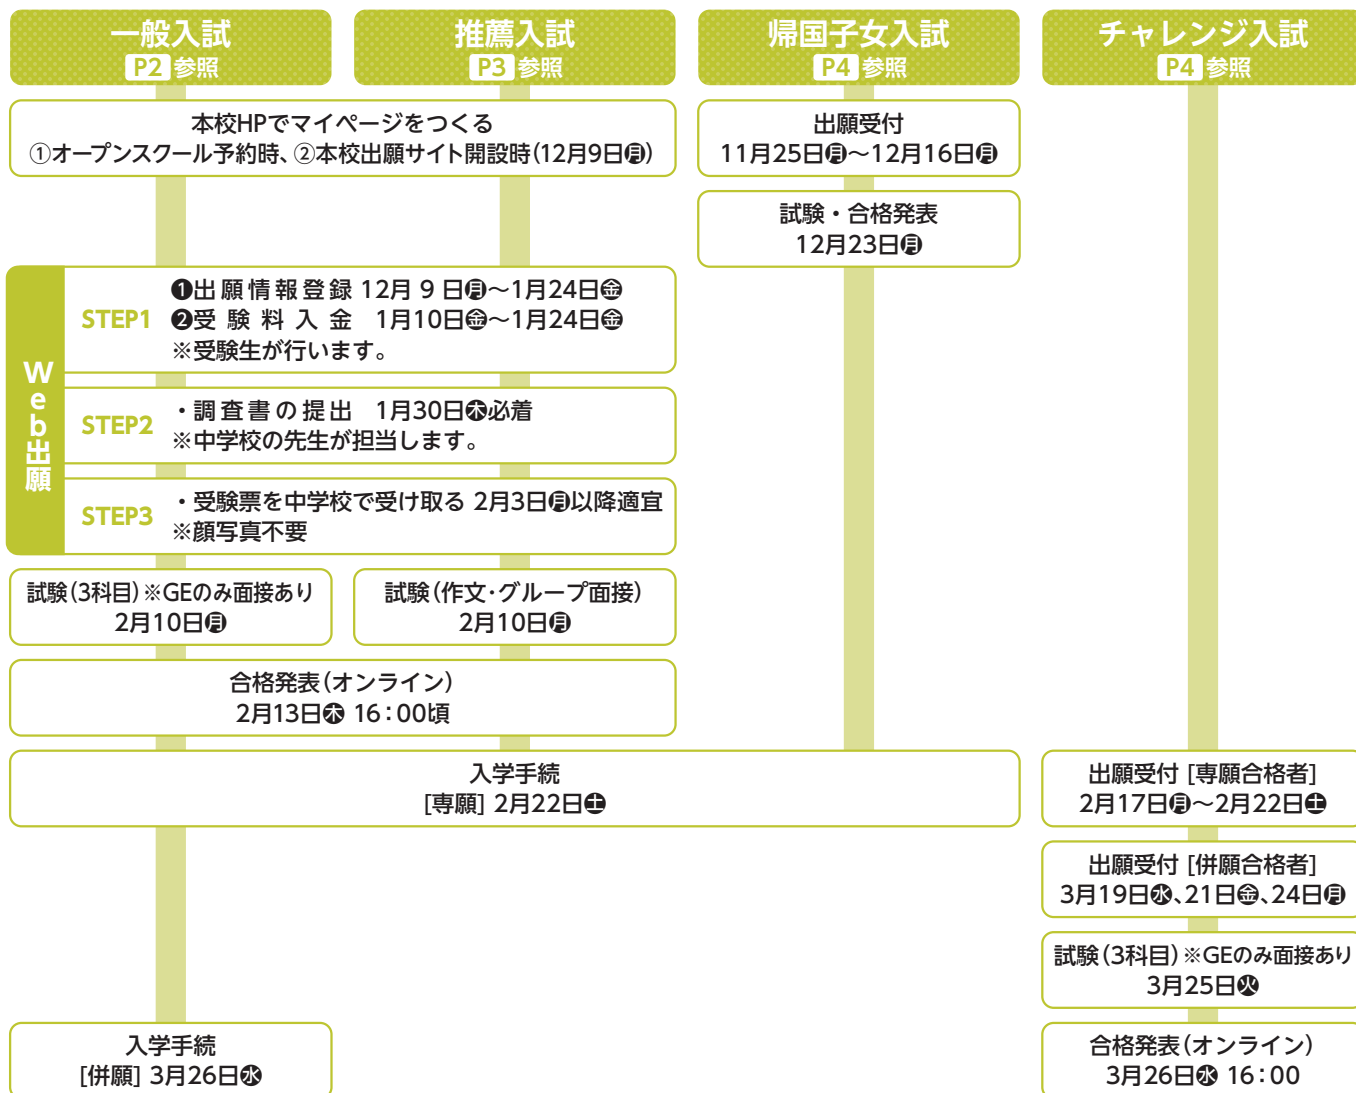 一般入試
P2 参照
推薦入試
P3 参照
帰国子女入試
P4 参照
チャレンジ入試
P4 参照
本校HPでマイページをつくる
①オープンスクール予約時、②本校出願サイト開設時(12月9日㊊)
出願受付
11月25日㊊～12月16日㊊
試験・合格発表
12月23日㊊
Web出願
STEP1
❶出願情報登録 12月 9 日㊊～1月24日㊎
❷受験料入金 1月10日㊎～1月24日㊎
※受験生が行います。
STEP2
・調査書の提出 1月30日㊍必着
※中学校の先生が担当します。
STEP3
・受験票を中学校で受け取る 2月3日㊊以降適宜
※顔写真不要
試験(3科目)※GEのみ面接あり
2月10日㊊
試験(作文・グループ面接)
2月10日㊊
合格発表(オンライン)
2月13日㊍ 16:00頃
入学手続
[専願] 2月22日㊏
出願受付 [専願合格者]
2月17日㊊～2月22日㊏
出願受付 [併願合格者]
3月19日㊌、21日㊎、24日㊊
試験(3科目)※GEのみ面接あり
3月25日㊋
入学手続
[併願] 3月26日㊌
合格発表(オンライン)
3月26日㊌ 16:00